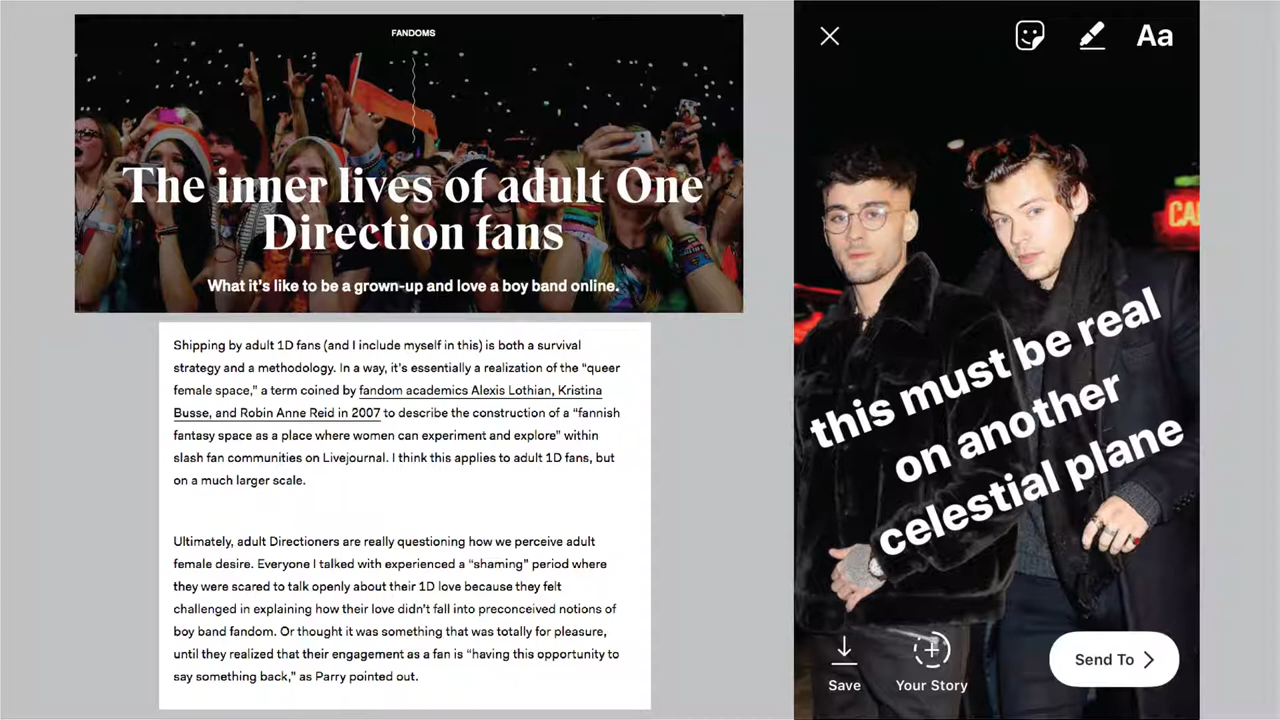 FANDOMS
The inner lives of adult One
Direction fans
What it's like to be a grown-up and love a boy band online.
Shipping by adult 1D fans (and I include myself in this) is both a survival
strategy and a methodology. In a way, it's essentially a realization of the “queer
female space,” a term coined by fandom academics Alexis Lothian, Kristina
Busse, and Robin Anne Reid in 2007 to describe the construction of a “fannish
fantasy space as a place where women can experiment and explore” within
slash fan communities on Livejournal. I think this applies to adult 1D fans, but
on a much larger scale.
Ultimately, adult Directioners are really questioning how we perceive adult
female desire. Everyone I talked with experienced a “shaming” period where
they were scared to talk openly about their 1D love because they felt
challenged in explaining how their love didn't fall into preconceived notions of
boy band fandom. Or thought it was something that was totally for pleasure,
until they realized that their engagement as a fan is “having this opportunity to
say something back,” as Parry pointed out.
Aa
CA
this must be real
on another
celestial plane
Save
Your Story
Send To